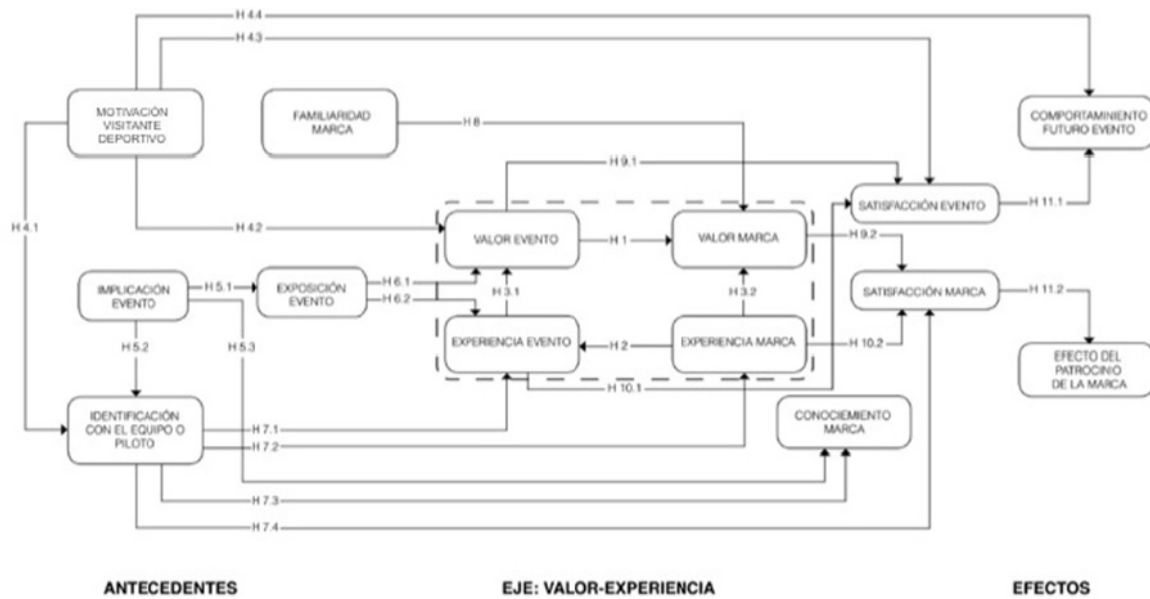 H 4.4
H 4.3
MOTIVACIÓN
VISITANTE
DEPORTIVO
FAMILIARIDAD
MARCA
H 8
COMPORTAMIENTO
FUTURO EVENTO
H 9.1
SATISFACCIÓN EVENTO
H 11.1
H 4.1
H 4.2
VALOR EVENTO
H 1
VALOR MARCA
H 9.2
IMPLICACIÓN
EVENTO
H 5.1
EXPOSICIÓN
EVENTO
H 6.1
H 6.2
H 3.1
H 3.2
SATISFACCIÓN MARCA
H 11.2
H 5.2
H 5.3
EXPERIENCIA EVENTO
H 2
EXPERIENCIA MARCA
H 10.2
EFECTO DEL
PATROCINIO
DE LA MARCA
H 10.1
IDENTIFICACIÓN
CON EL EQUIPO O
PILOTO
H 7.1
H 7.2
CONOCIEMIENTO
MARCA
H 7.3
H 7.4
ANTECEDENTES
EJE: VALOR-EXPERIENCIA
EFECTOS